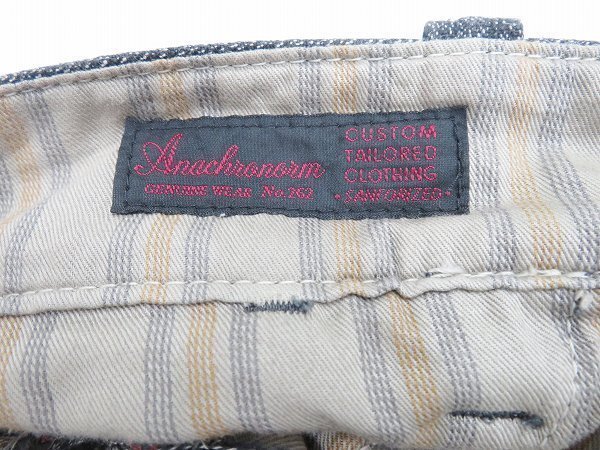 Anachronorm
GENUINE WEAR No.162
CUSTOM
TAILORED
CLOTHING
・SANFORIZED・